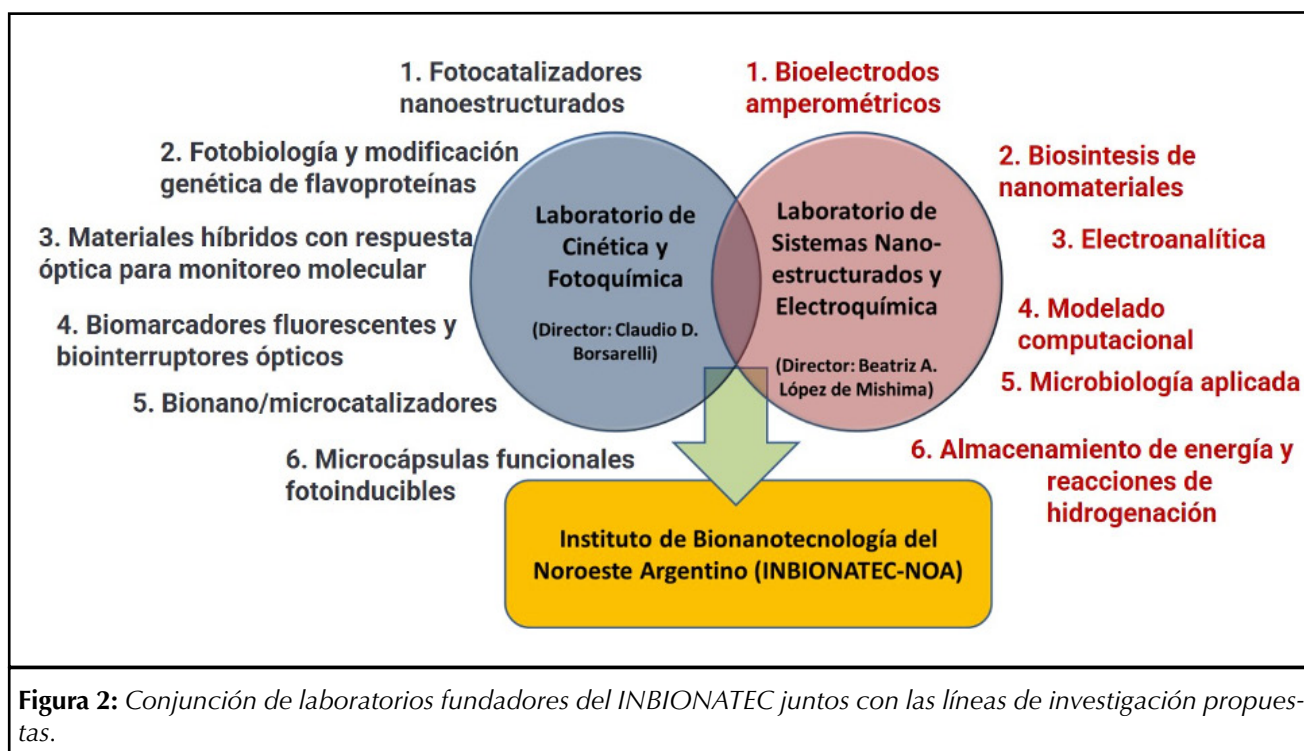 1. Fotocatalizadores
nanoestructurados
2. Fotobiología y modificación
genética de flavoproteínas
3. Materiales híbridos con respuesta
óptica para monitoreo molecular
4. Biomarcadores fluorescentes y
biointerruptores ópticos
5. Bionano/microcatalizadores
6. Microcápsulas funcionales
fotoinducibles
Laboratorio de
Cinética y
Fotoquímica
(Director: Claudio D.
Borsarelli)
Laboratorio de
Sistemas Nano-
estructurados y
Electroquímica
(Director: Beatriz A.
López de Mishima)
1. Bioelectrodos
amperométricos
2. Biosintesis de
nanomateriales
3. Electroanalítica
4. Modelado
computacional
5. Microbiología aplicada
6. Almacenamiento de energía y
reacciones de
hidrogenación
Instituto de Bionanotecnología del
Noroeste Argentino (INBIONATEC-NOA)
Figura 2: Conjunción de laboratorios fundadores del INBIONATEC juntos con las líneas de investigación propues-
tas.